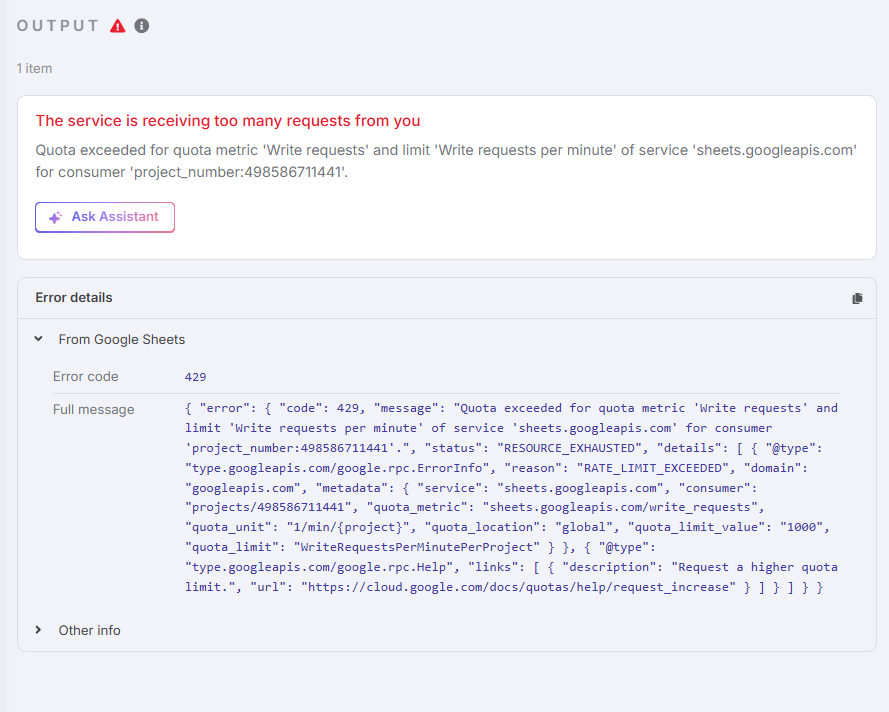 OUTPUT
1 item
The service is receiving too many requests from you
Quota exceeded for quota metric 'Write requests' and limit 'Write requests per minute' of service 'sheets.googleapis.com'
for consumer 'project_number:498586711441'.
Ask Assistant
Error details
From Google Sheets
Error code 429
Full message { "error": { "code": 429, "message": "Quota exceeded for quota metric 'Write requests' and
limit 'Write requests per minute' of service 'sheets.googleapis.com' for consumer
'project_number:498586711441'.", "status": "RESOURCE_EXHAUSTED", "details": [ { "@type":
"type.googleapis.com/google.rpc.ErrorInfo", "reason": "RATE_LIMIT_EXCEEDED", "domain":
"googleapis.com", "metadata": { "service": "sheets.googleapis.com", "consumer":
"projects/498586711441", "quota_metric": "sheets.googleapis.com/write_requests",
"quota_unit": "1/min/{project}", "quota_location": "global", "quota_limit_value": "1000",
"quota_limit": "WriteRequestsPerMinutePerProject" } }, { "@type":
"type.googleapis.com/google.rpc.Help", "links": [ { "description": "Request a higher quota
limit.", "url": "https://cloud.google.com/docs/quotas/help/request_increase" } ] } ] } }
Other info